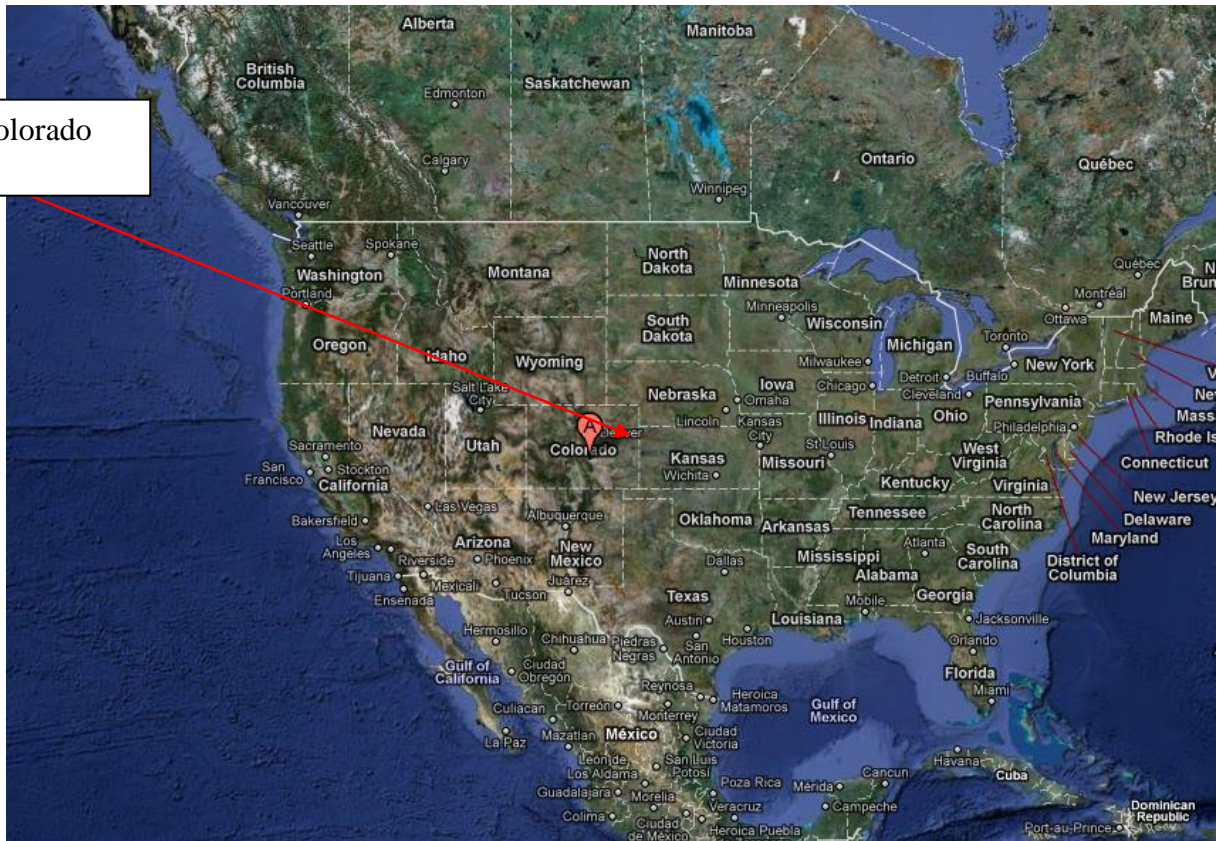 Alberta
Manitoba
British
Columbia
Saskatchewan
Edmonton
olorado
Calgary
Ontario
Québec
Winnipeg
Vancouver
Seattle
Spokane
Washington
Montana
North
Dakota
Minnesota
Québec
N
Brun
Portland
Minneapolis
Montréal
Ottawa
Maine
Oregon
Idaho
Wyoming
South
Dakota
Wisconsin
Michigan
Toronto
New York
Milwaukee
Detroit
Buffalo
V
Salt Lake
City
Nebraska
Iowa
Omaha
Chicago
Cleveland
Pennsylvania
Nev
Massa
Lincoln
Kansas
City
Illinois
Indiana
Ohio
Philadelphia
Rhode Is
A
Denver
Nevada
Utah
Colorado
Sacramento
San
Francisco
Stockton
California
Kansas
Wichita
Missouri
St Louis
West
Virginia
Virginia
Kentucky
Connecticut
New Jersey
Las Vegas
Albuquerque
Bakersfield
Oklahoma
Arkansas
Tennessee
North
Carolina
Delaware
Maryland
Los
Angeles
Riverside
Arizona
Phoenix
New
Mexico
Dallas
Mississippi
Atlanta
South
Carolina
District of
Columbia
Tijuana
Mexicali
Ensenada
Tucson
Juárez
Alabama
Georgia
Texas
Austin
Louisiana
Mobile
Jacksonville
Hermosillo
Chihuahua
Piedras
Negras
San
Antonio
Houston
Orlando
Florida
Gulf of
California
Ciudad
Obregón
Reynosa
Heroica
Matamoros
Gulf of
Mexico
Miami
Culiacan
Torreón
Monterrey
La Paz
Mazatlan
México
Ciudad
Victoria
León de
Los Aldama
San Luis
Potosí
Poza Rica
Mérida
Cancun
Havana
Cuba
Guadalajara
Morelia
Veracruz
Campeche
Dominican
Republic
Colima
Ciudad
de México
Heroica Puebla
Port-au-Prince